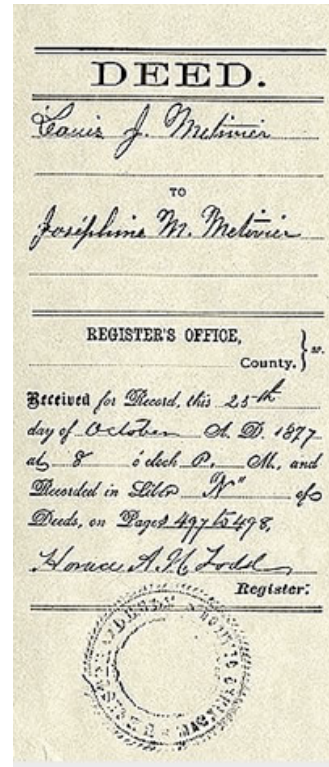 DEED.
Louis J. Metivier
TO
Josephine M. Metivier
REGISTER'S OFFICE,
County. } ss.
Received for Record, this 25th
day of October A. D. 1877
at 8 o'clock P. M., and
Recorded in Liber "N" of
Deeds, on Pages 497 to 498,
Horace A. N. Todd
Register.